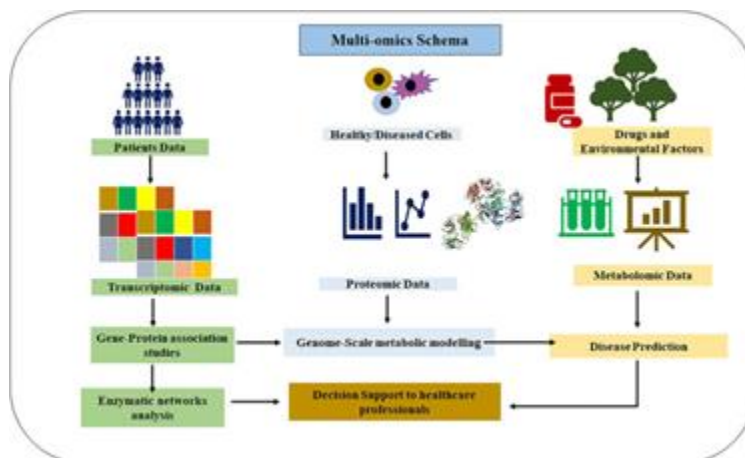 Multi-omics Schema
Patients Data
Healthy/Diseased Cells
Drugs and
Environmental Factors
Transcriptomic Data
Proteomic Data
Metabolomic Data
Gene-Protein association
studies
Genome-Scale metabolic modelling
Disease Prediction
Enzymatic networks
analysis
Decision Support to healthcare
professionals